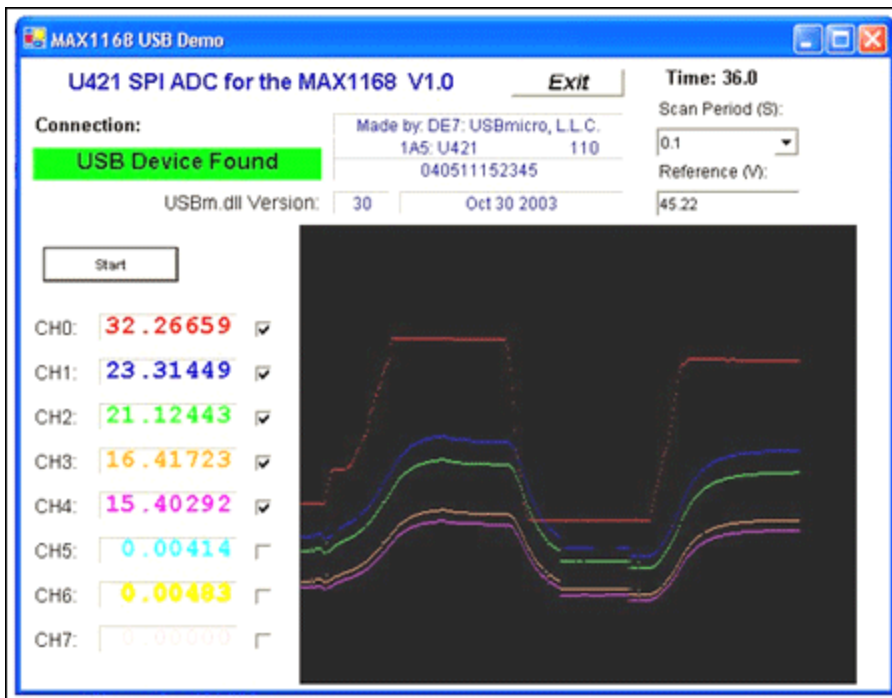 MAX1168 USB Demo
U421 SPI ADC for the MAX1168 V1.0
Exit
Time: 36.0
Connection:
Made by: DE7: USBmicro, L.L.C.
Scan Period (S):
USB Device Found
1A5: U421 110
0.1
040511152345
Reference (V):
USBm.dll Version: 30 Oct 30 2003
45.22
Start
CH0: 32.26659
CH1: 23.31449
CH2: 21.12443
CH3: 16.41723
CH4: 15.40292
CH5: 0.00414
CH6: 0.00483
CH7: 0.00000